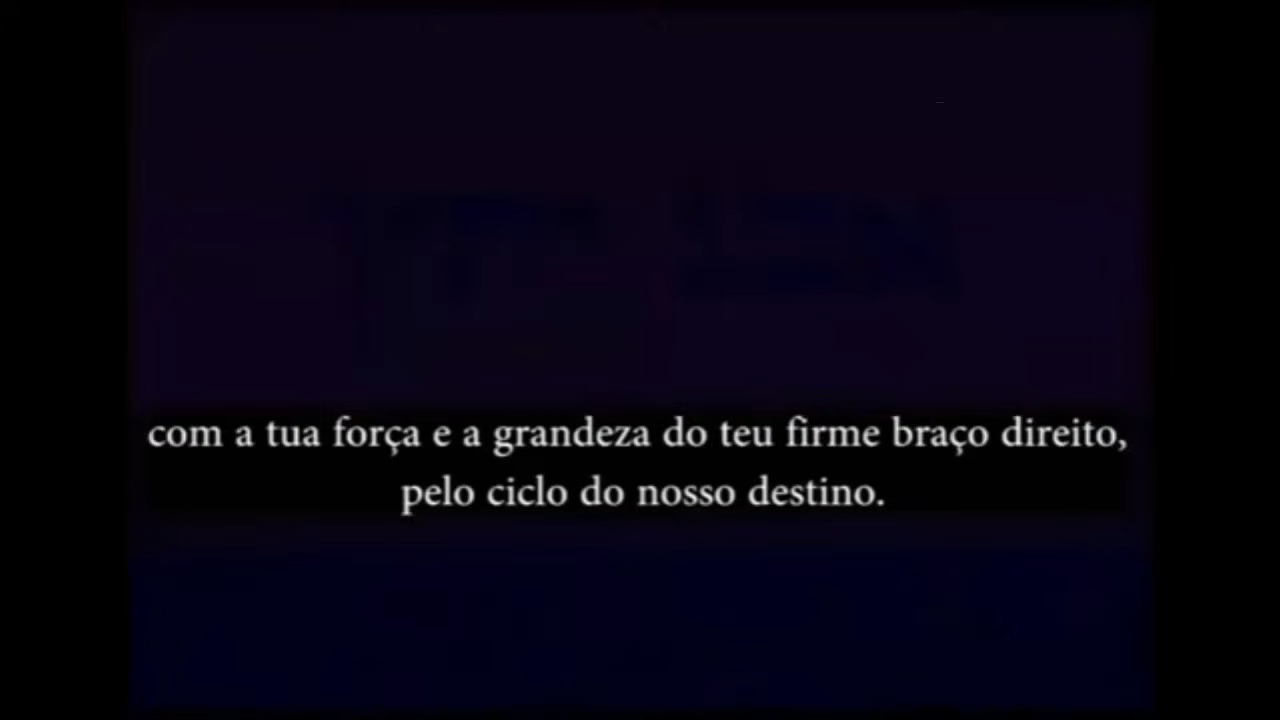 com a tua força e a grandeza do teu firme braço direito,
pelo ciclo do nosso destino.